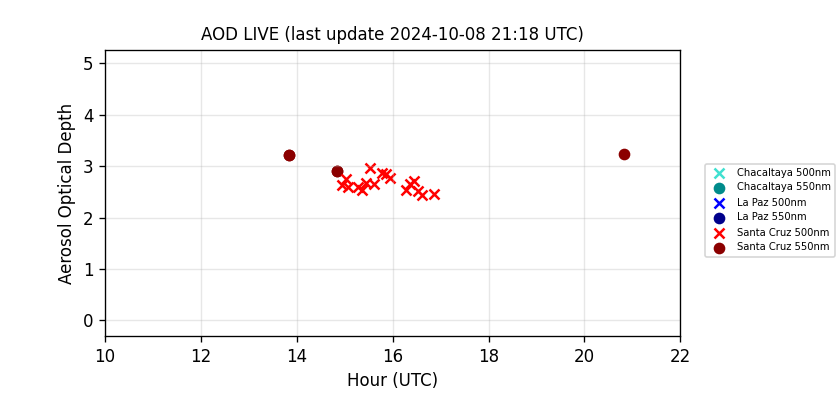 AOD LIVE (last update 2024-10-08 21:18 UTC)
5
4
3
2
1
0
Aerosol Optical Depth
10 12 14 16 18 20 22
Hour (UTC)
Chacaltaya 500nm
Chacaltaya 550nm
La Paz 500nm
La Paz 550nm
Santa Cruz 500nm
Santa Cruz 550nm